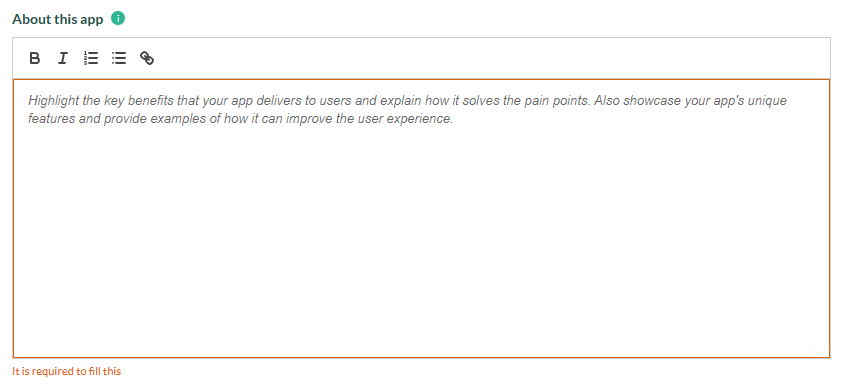 About this app
B I
Highlight the key benefits that your app delivers to users and explain how it solves the pain points. Also showcase your app's unique
features and provide examples of how it can improve the user experience.
It is required to fill this